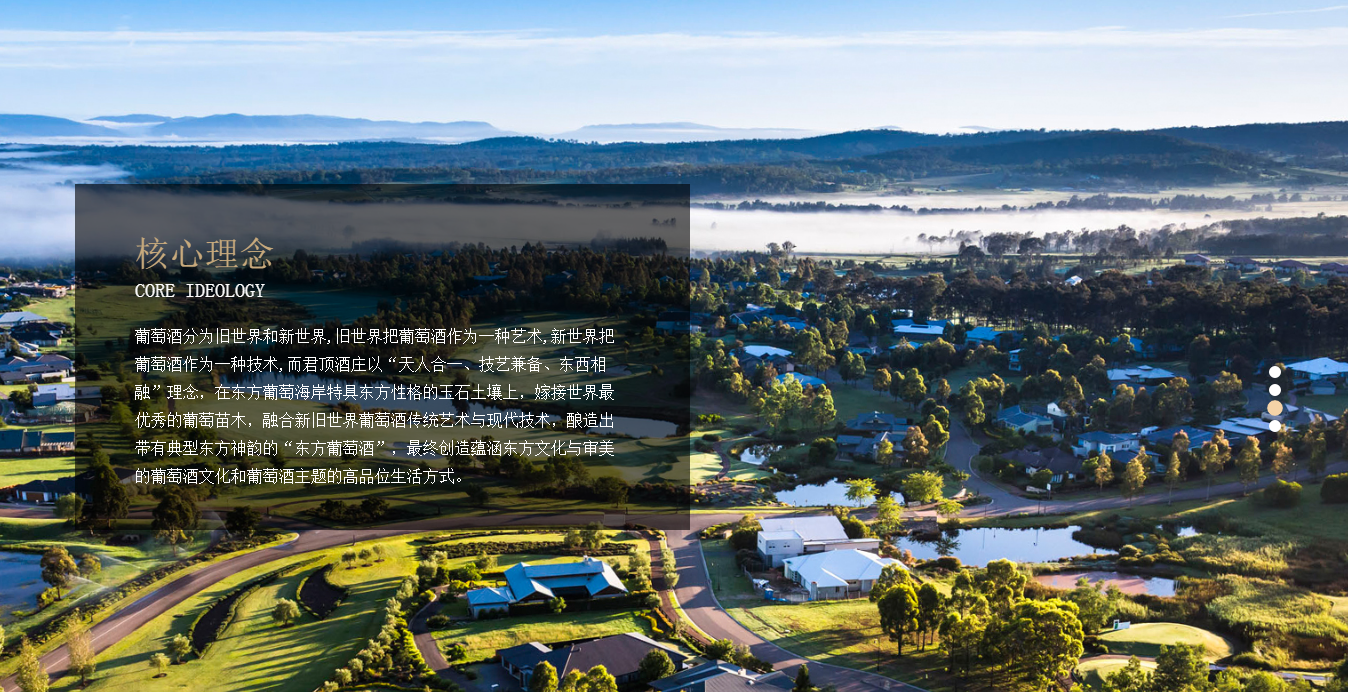 核心理念
CORE IDEOLOGY
葡萄酒分为旧世界和新世界,旧世界把葡萄酒作为一种艺术,新世界把
葡萄酒作为一种技术,而君顶酒庄以“天人合一、技艺兼备、东西相
融”理念，在东方葡萄海岸特具东方性格的玉石土壤上，嫁接世界最
优秀的葡萄苗木，融合新旧世界葡萄酒传统艺术与现代技术，酿造出
带有典型东方神韵的“东方葡萄酒”，最终创造蕴涵东方文化与审美
的葡萄酒文化和葡萄酒主题的高品位生活方式。